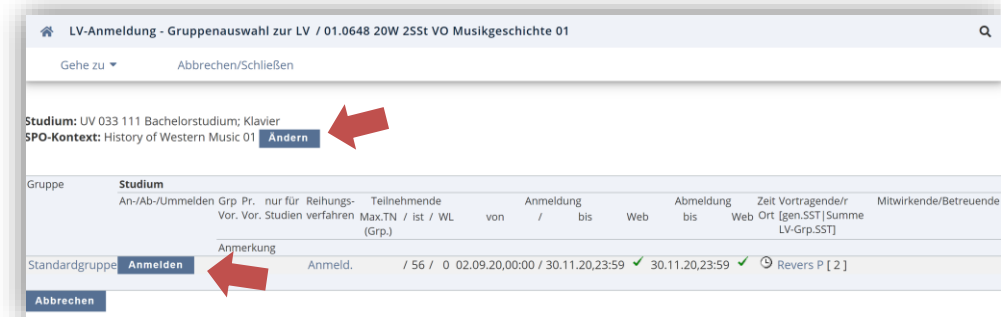 LV-Anmeldung - Gruppenauswahl zur LV / 01.0648 20W 2SSt VO Musikgeschichte 01
Gehe zu Abbrechen/Schließen
Studium: UV 033 111 Bachelorstudium; Klavier
SPO-Kontext: History of Western Music 01 Ändern
Gruppe Studium
An-/Ab-/Ummelden Grp Pr. nur für Reihungs- Teilnehmende Anmeldung Abmeldung Zeit Vortragende/r Mitwirkende/Betreuende
Vor. Vor. Studien verfahren Max.TN / ist / WL von / bis Web bis Web Ort [gen.SST|Summe
(Grp.) LV-Grp.SST]
Anmerkung
Standardgruppe Anmelden Anmeld. / 56 / 0 02.09.20,00:00 / 30.11.20,23:59 ✔ 30.11.20,23:59 ✔ Revers P [ 2 ]
Abbrechen